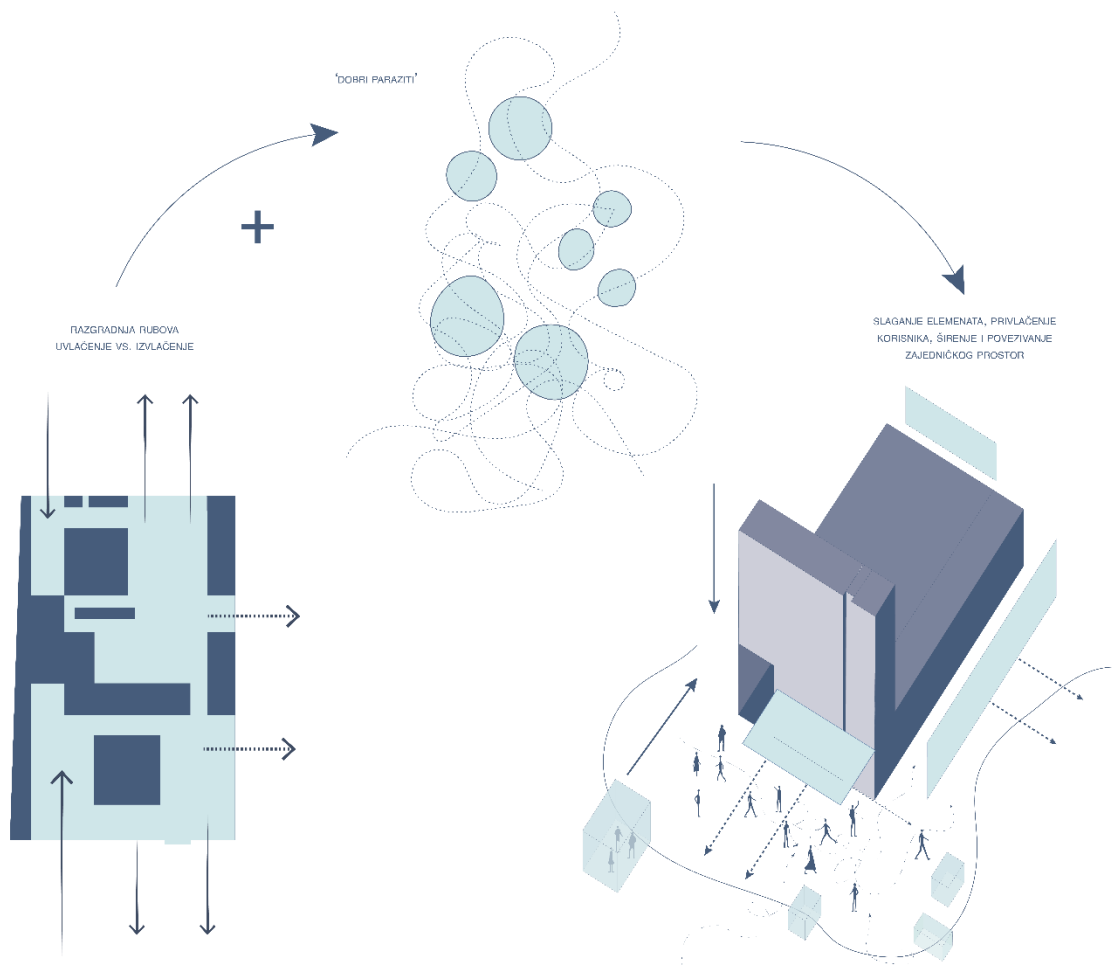 'DOBRI PARAZITI'
RAZGRADNJA RUBOVA
UVLAČENJE VS. IZVLAČENJE
SLAGANJE ELEMENATA, PRIVLAČENJE
KORISNIKA, ŠIRENJE I POVEZIVANJE
ZAJEDNIČKOG PROSTOR